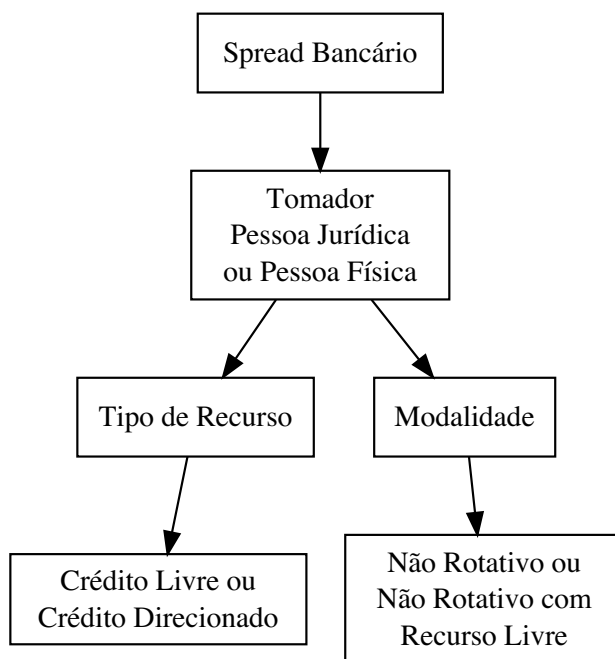 Spread Bancário
Tomador
Pessoa Jurídica
ou Pessoa Física
Tipo de Recurso
Modalidade
Crédito Livre ou
Crédito Direcionado
Não Rotativo ou
Não Rotativo com
Recurso Livre